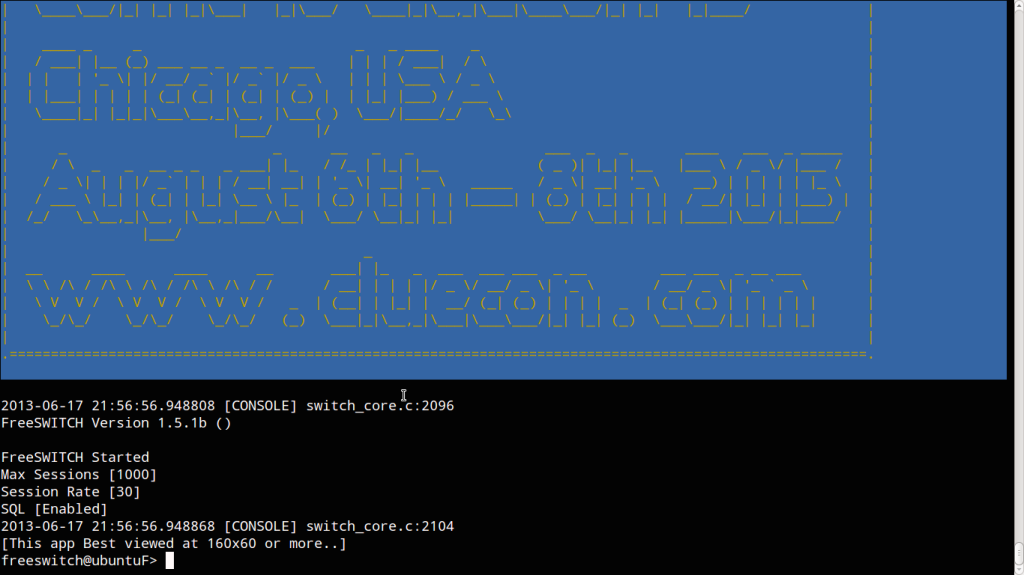 Chicago, USA
August 6th - 8th 2013
www.cluecon.com
2013-06-17 21:56:56.948808 [CONSOLE] switch_core.c:2096
FreeSWITCH Version 1.5.1b ()
FreeSWITCH Started
Max Sessions [1000]
Session Rate [30]
SQL [Enabled]
2013-06-17 21:56:56.948868 [CONSOLE] switch_core.c:2104
[This app Best viewed at 160x60 or more..]
freeswitch@ubuntuF>